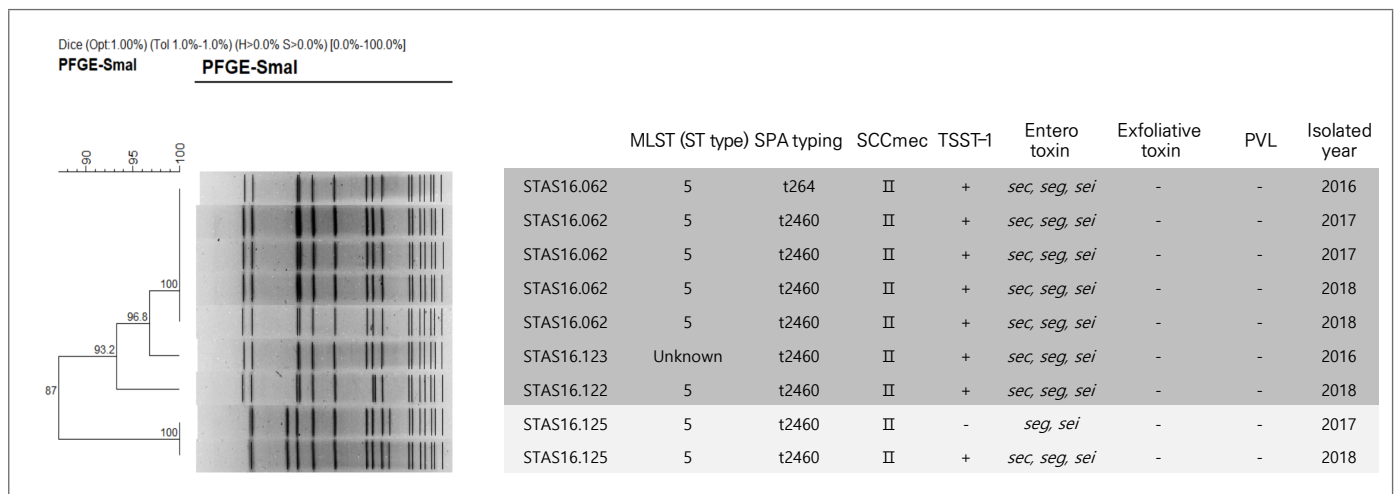 Dice (Opt:1.00%) (Tol 1.0%-1.0%) (H>0.0% S>0.0%) [0.0%-100.0%]
PFGE-SmaI PFGE-SmaI
90 95 100
100
96.8
93.2
87
100
MLST (ST type) SPA typing SCCmec TSST-1 Entero toxin Exfoliative toxin PVL Isolated year
STAS16.062 5 t264 Ⅱ + sec, seg, sei - - 2016
STAS16.062 5 t2460 Ⅱ + sec, seg, sei - - 2017
STAS16.062 5 t2460 Ⅱ + sec, seg, sei - - 2017
STAS16.062 5 t2460 Ⅱ + sec, seg, sei - - 2018
STAS16.062 5 t2460 Ⅱ + sec, seg, sei - - 2018
STAS16.123 Unknown t2460 Ⅱ + sec, seg, sei - - 2016
STAS16.122 5 t2460 Ⅱ + sec, seg, sei - - 2018
STAS16.125 5 t2460 Ⅱ - seg, sei - - 2017
STAS16.125 5 t2460 Ⅱ + sec, seg, sei - - 2018